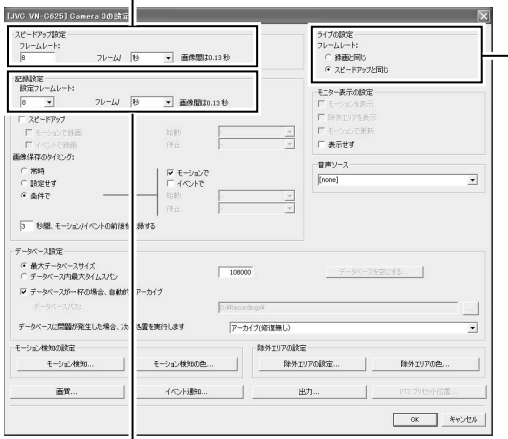 [JVC VN-C625] Camera 3の設定
スピードアップ設定
フレームレート:
8 フレーム/ 秒 画像間は0.13 秒
記録設定
設定フレームレート:
8 フレーム/ 秒 画像間は0.13 秒
スピードアップ
モーションで録画 始動
イベントで録画 停止
画像保存のタイミング:
常時
設定せず
条件で
モーションで
イベントで
始動
停止
3 秒間、モーション/イベントの前後を 録する
ライブの設定
フレームレート:
録画と同じ
スピードアップと同じ
モニター表示の設定
モーションを表示
除外エリアを表示
モーションで更新
表示せず
音声ソース
[none]
データベース設定
最大データベースサイズ
データベース内最大タイムスパン
108000
データベースを空にする...
データベースが一杯の場合、自動的 アーカイブ
データベースパス:
D:¥Recordings¥
...
データベースに問題が発生した場合、次 処置を実行します
アーカイブ(修復無し)
モーション検知の設定
モーション検知... モーション検知の色...
除外エリアの設定
除外エリアの設定... 除外エリアの色...
画質... イベント通知... 出力... PTZ プリセット位置...
OK キャンセル